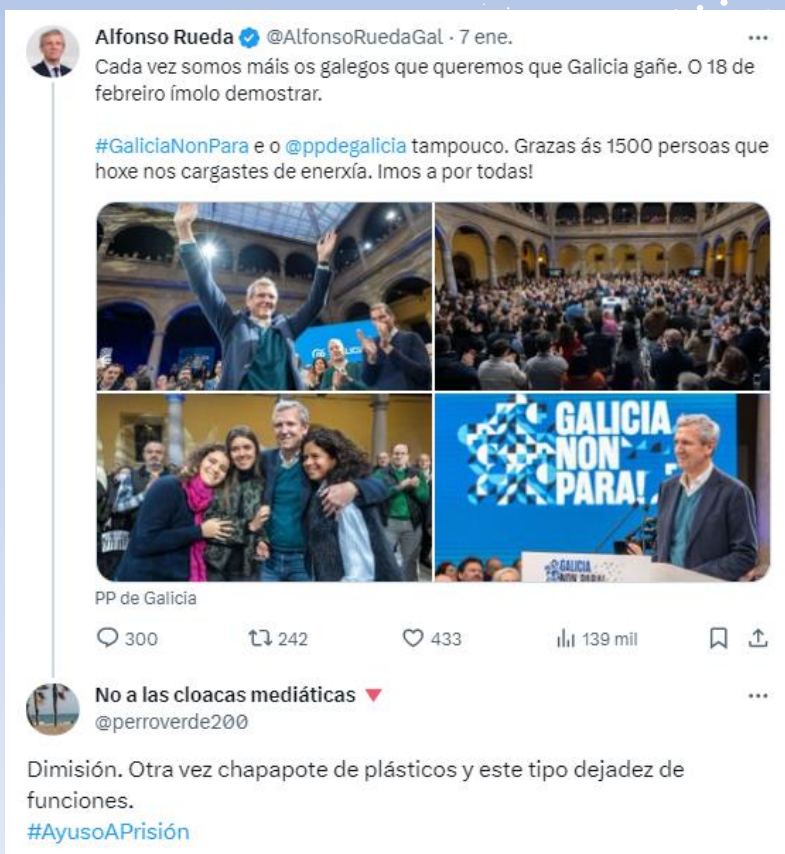 Alfonso Rueda @AlfonsoRuedaGal · 7 ene.
Cada vez somos máis os galegos que queremos que Galicia gañe. O 18 de
febreiro ímolo demostrar.
#GaliciaNonPara e o @ppdegalicia tampouco. Grazas ás 1500 persoas que
hoxe nos cargastes de enerxía. Imos a por todas!
GALICIA
NON
PARA!
GALICIA
NON PARA!
PP de Galicia
300 242 433 139 mil
No a las cloacas mediáticas
@perroverde200
Dimisión. Otra vez chapapote de plásticos y este tipo dejadez de
funciones.
#AyusoAPrisión